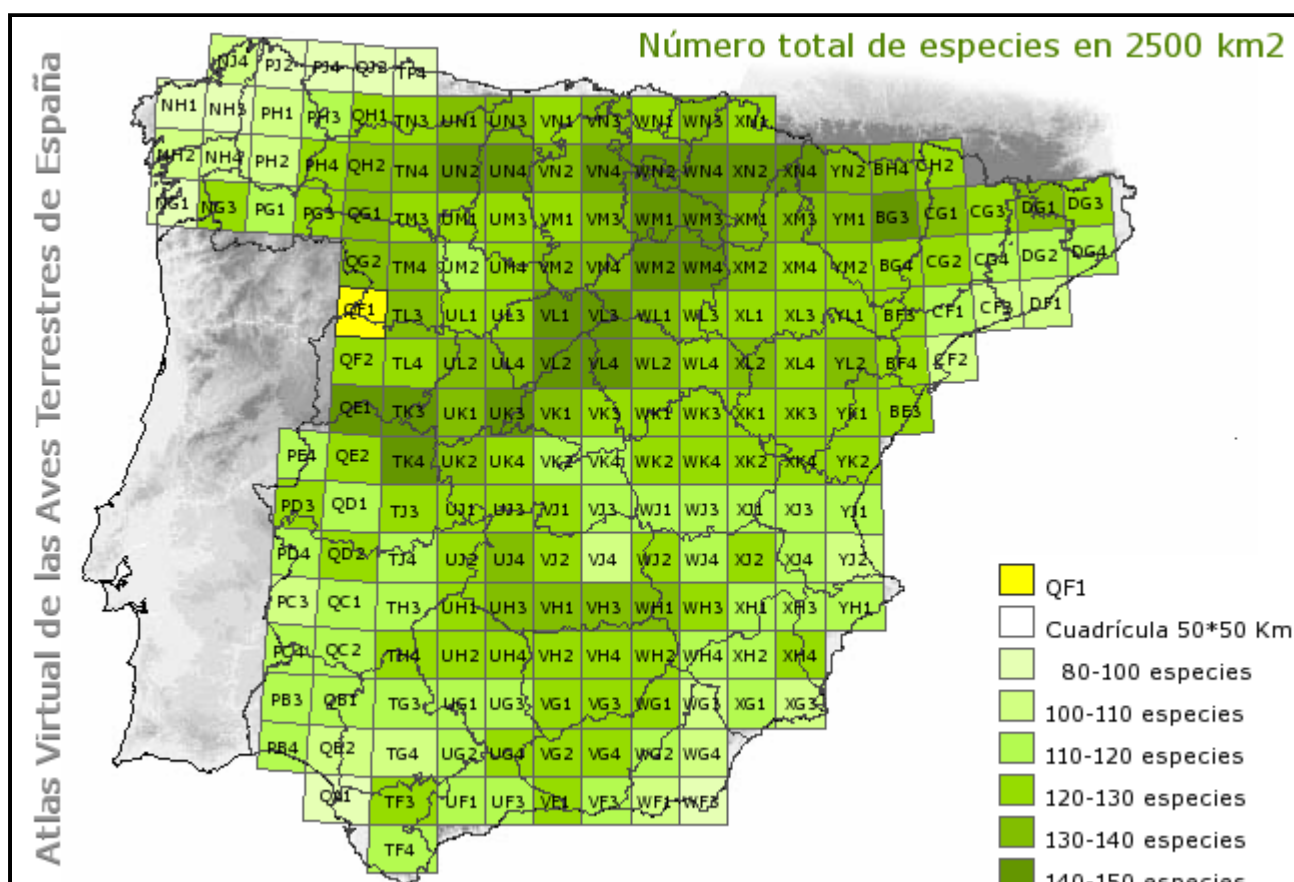 Número total de especies en 2500 km2
Atlas Virtual de las Aves Terrestres de España
NJ4 PJ2 PJ4 QJ2 TP4
NH1 NH3 PH1 PH3 QH1 TN3 UN1 UN3 VN1 VN3 WN1 WN3 XN1
NH2 NH4 PH2 PH4 QH2 TN4 UN2 UN4 VN2 VN4 WN2 WN4 XN2 XN4 YN2 BH4 CH2
NG1 NG3 PG1 PG3 QG1 TM3 UM1 UM3 VM1 VM3 WM1 WM3 XM1 XM3 YM1 BG3 CG1 CG3 DG1 DG3
QG2 TM4 UM2 UM4 VM2 VN4 WM2 WM4 XM2 XM4 YM2 BG4 CG2 CG4 DG2 DG4
QF1 TL3 UL1 UL3 VL1 VL3 WL1 WL3 XL1 XL3 YL1 BF3 CF1 CF3 DF1
QF2 TL4 UL2 UL4 VL2 VL4 WL2 WL4 XL2 XL4 YL2 BF4 CF2
QE1 TK3 UK1 UK3 VK1 VK3 WK1 WK3 XK1 XK3 YK1 BE3
PE4 QE2 TK4 UK2 UK4 VK2 VK4 WK2 WK4 XK2 XK4 YK2
PD3 QD1 TJ3 UJ1 UJ3 VJ1 VJ3 WJ1 WJ3 XJ1 XJ3 YJ1
PD4 QD2 TJ4 UJ2 UJ4 VJ2 VJ4 WJ2 WJ4 XJ2 XJ4 YJ2
PC3 QC1 TH3 UH1 UH3 VH1 VH3 WH1 WH3 XH1 XH3 YH1
PC4 QC2 TH4 UH2 UH4 VH2 VH4 WH2 WH4 XH2 XH4
PB3 QB1 TG3 UG1 UG3 VG1 VG3 WG1 WG3 XG1 XG3
PB4 QB2 TG4 UG2 UG4 VG2 VG4 WG2 WG4
QA1 TF3 UF1 UF3 VF1 VF3 WF1 WF3
TF4
QF1
Cuadrícula 50*50 Km
80-100 especies
100-110 especies
110-120 especies
120-130 especies
130-140 especies
140-150 especies